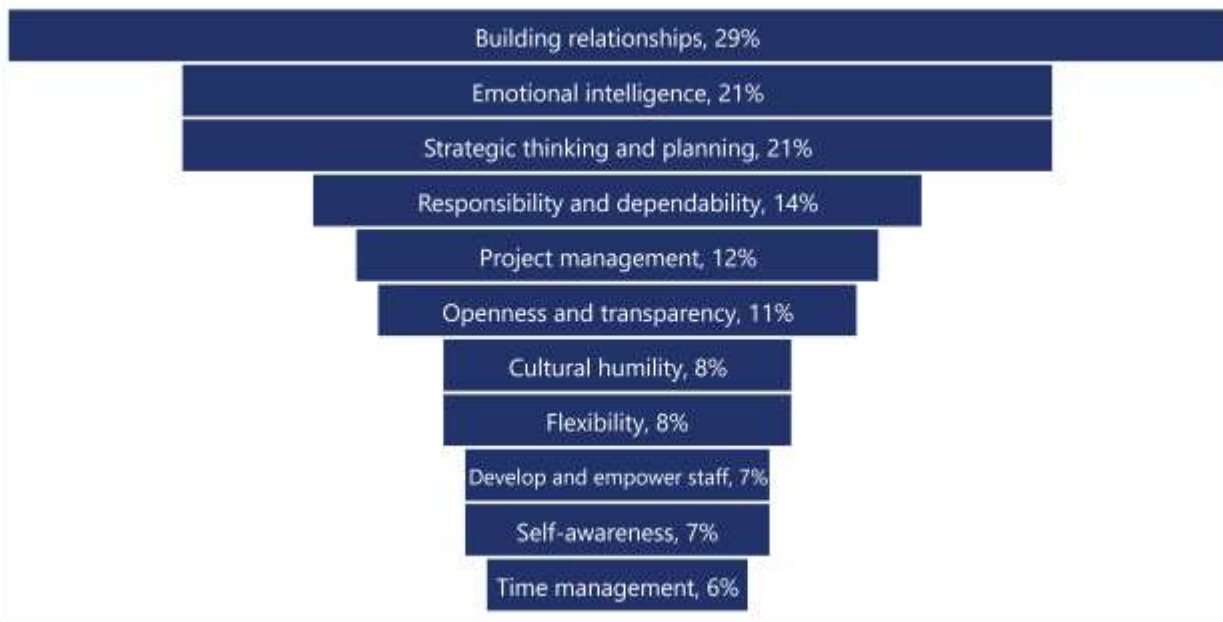 Building relationships, 29%
Emotional intelligence, 21%
Strategic thinking and planning, 21%
Responsibility and dependability, 14%
Project management, 12%
Openness and transparency, 11%
Cultural humility, 8%
Flexibility, 8%
Develop and empower staff, 7%
Self-awareness, 7%
Time management, 6%